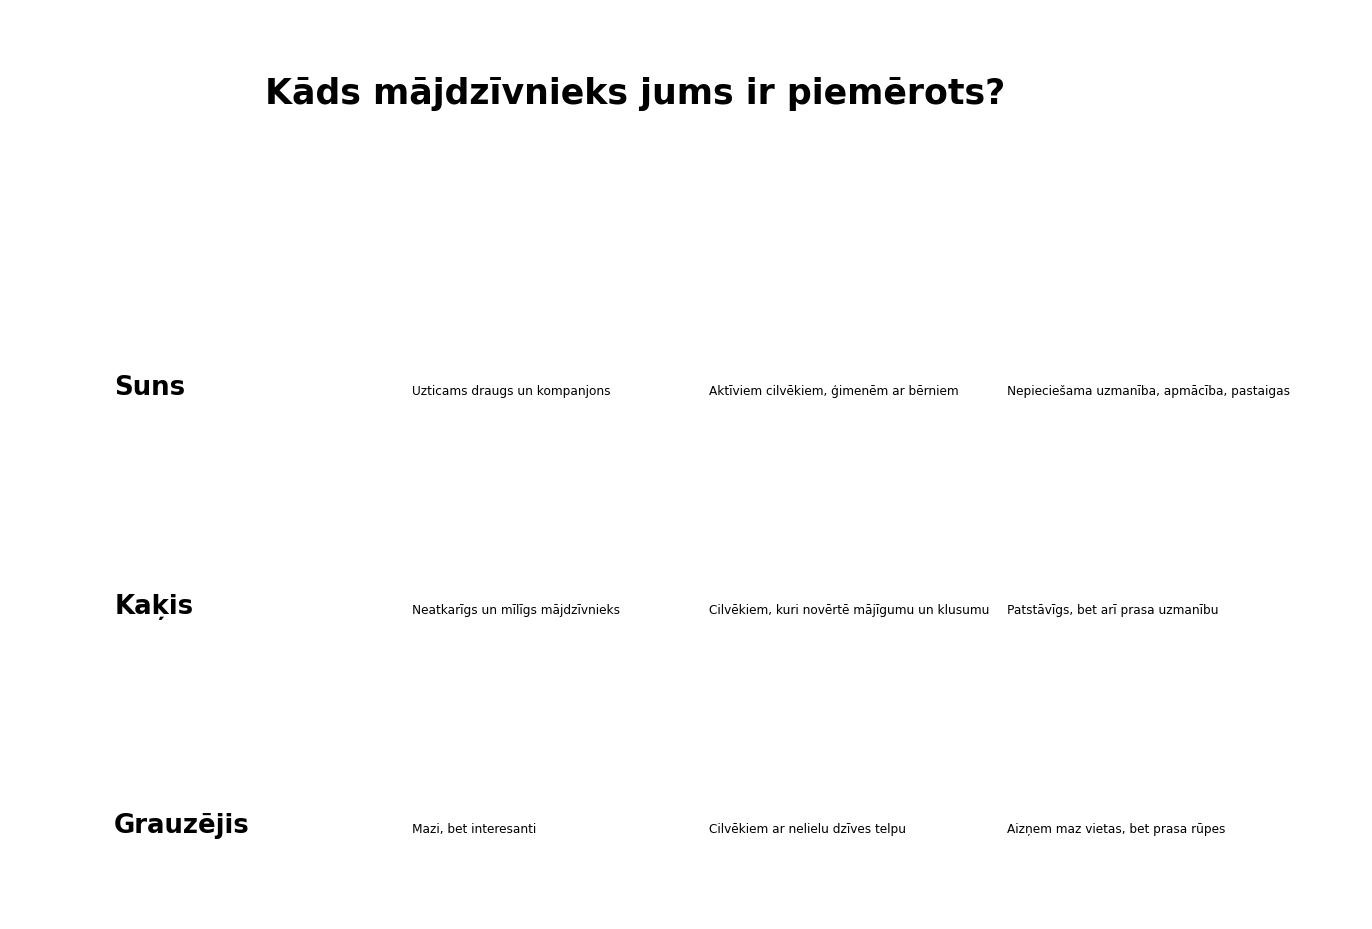 Kāds mājdzīvnieks jums ir piemērots?
Suns
Uzticams draugs un kompanjons
Aktīviem cilvēkiem, ģimenēm ar bērniem
Nepieciešama uzmanība, apmācība, pastaigas
Kaķis
Neatkarīgs un mīlīgs mājdzīvnieks
Cilvēkiem, kuri novērtē mājīgumu un klusumu
Patstāvīgs, bet arī prasa uzmanību
Grauzējis
Mazi, bet interesanti
Cilvēkiem ar nelielu dzīves telpu
Aizņem maz vietas, bet prasa rūpes